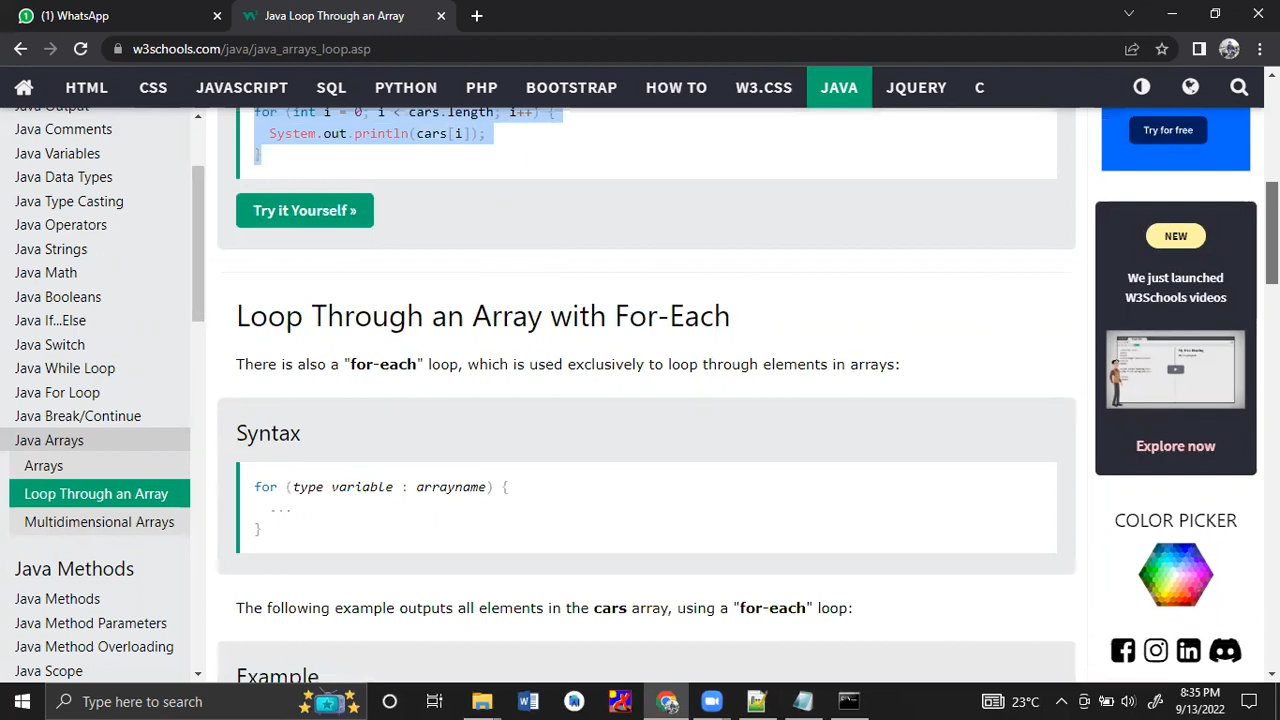 (1) WhatsApp
Java Loop Through an Array
w3schools.com/java/java_arrays_loop.asp
HTML CSS JAVASCRIPT SQL PYTHON PHP BOOTSTRAP HOW TO W3.CSS JAVA JQUERY C
Java Output
Java Comments
Java Variables
Java Data Types
Java Type Casting
Java Operators
Java Strings
Java Math
Java Booleans
Java If...Else
Java Switch
Java While Loop
Java For Loop
Java Break/Continue
Java Arrays
Arrays
Loop Through an Array
Multidimensional Arrays
Java Methods
Java Methods
Java Method Parameters
Java Method Overloading
Java Scope
for (int i = 0; i < cars.length; i++) {
System.out.println(cars[i]);
}
Try it Yourself »
Loop Through an Array with For-Each
There is also a "for-each" loop, which is used exclusively to loop through elements in arrays:
Syntax
for (type variable : arrayname) {
...
}
The following example outputs all elements in the cars array, using a "for-each" loop:
Example
Try for free
NEW
We just launched
W3Schools videos
Explore now
COLOR PICKER
Type here to search
23°C
8:35 PM
9/13/2022